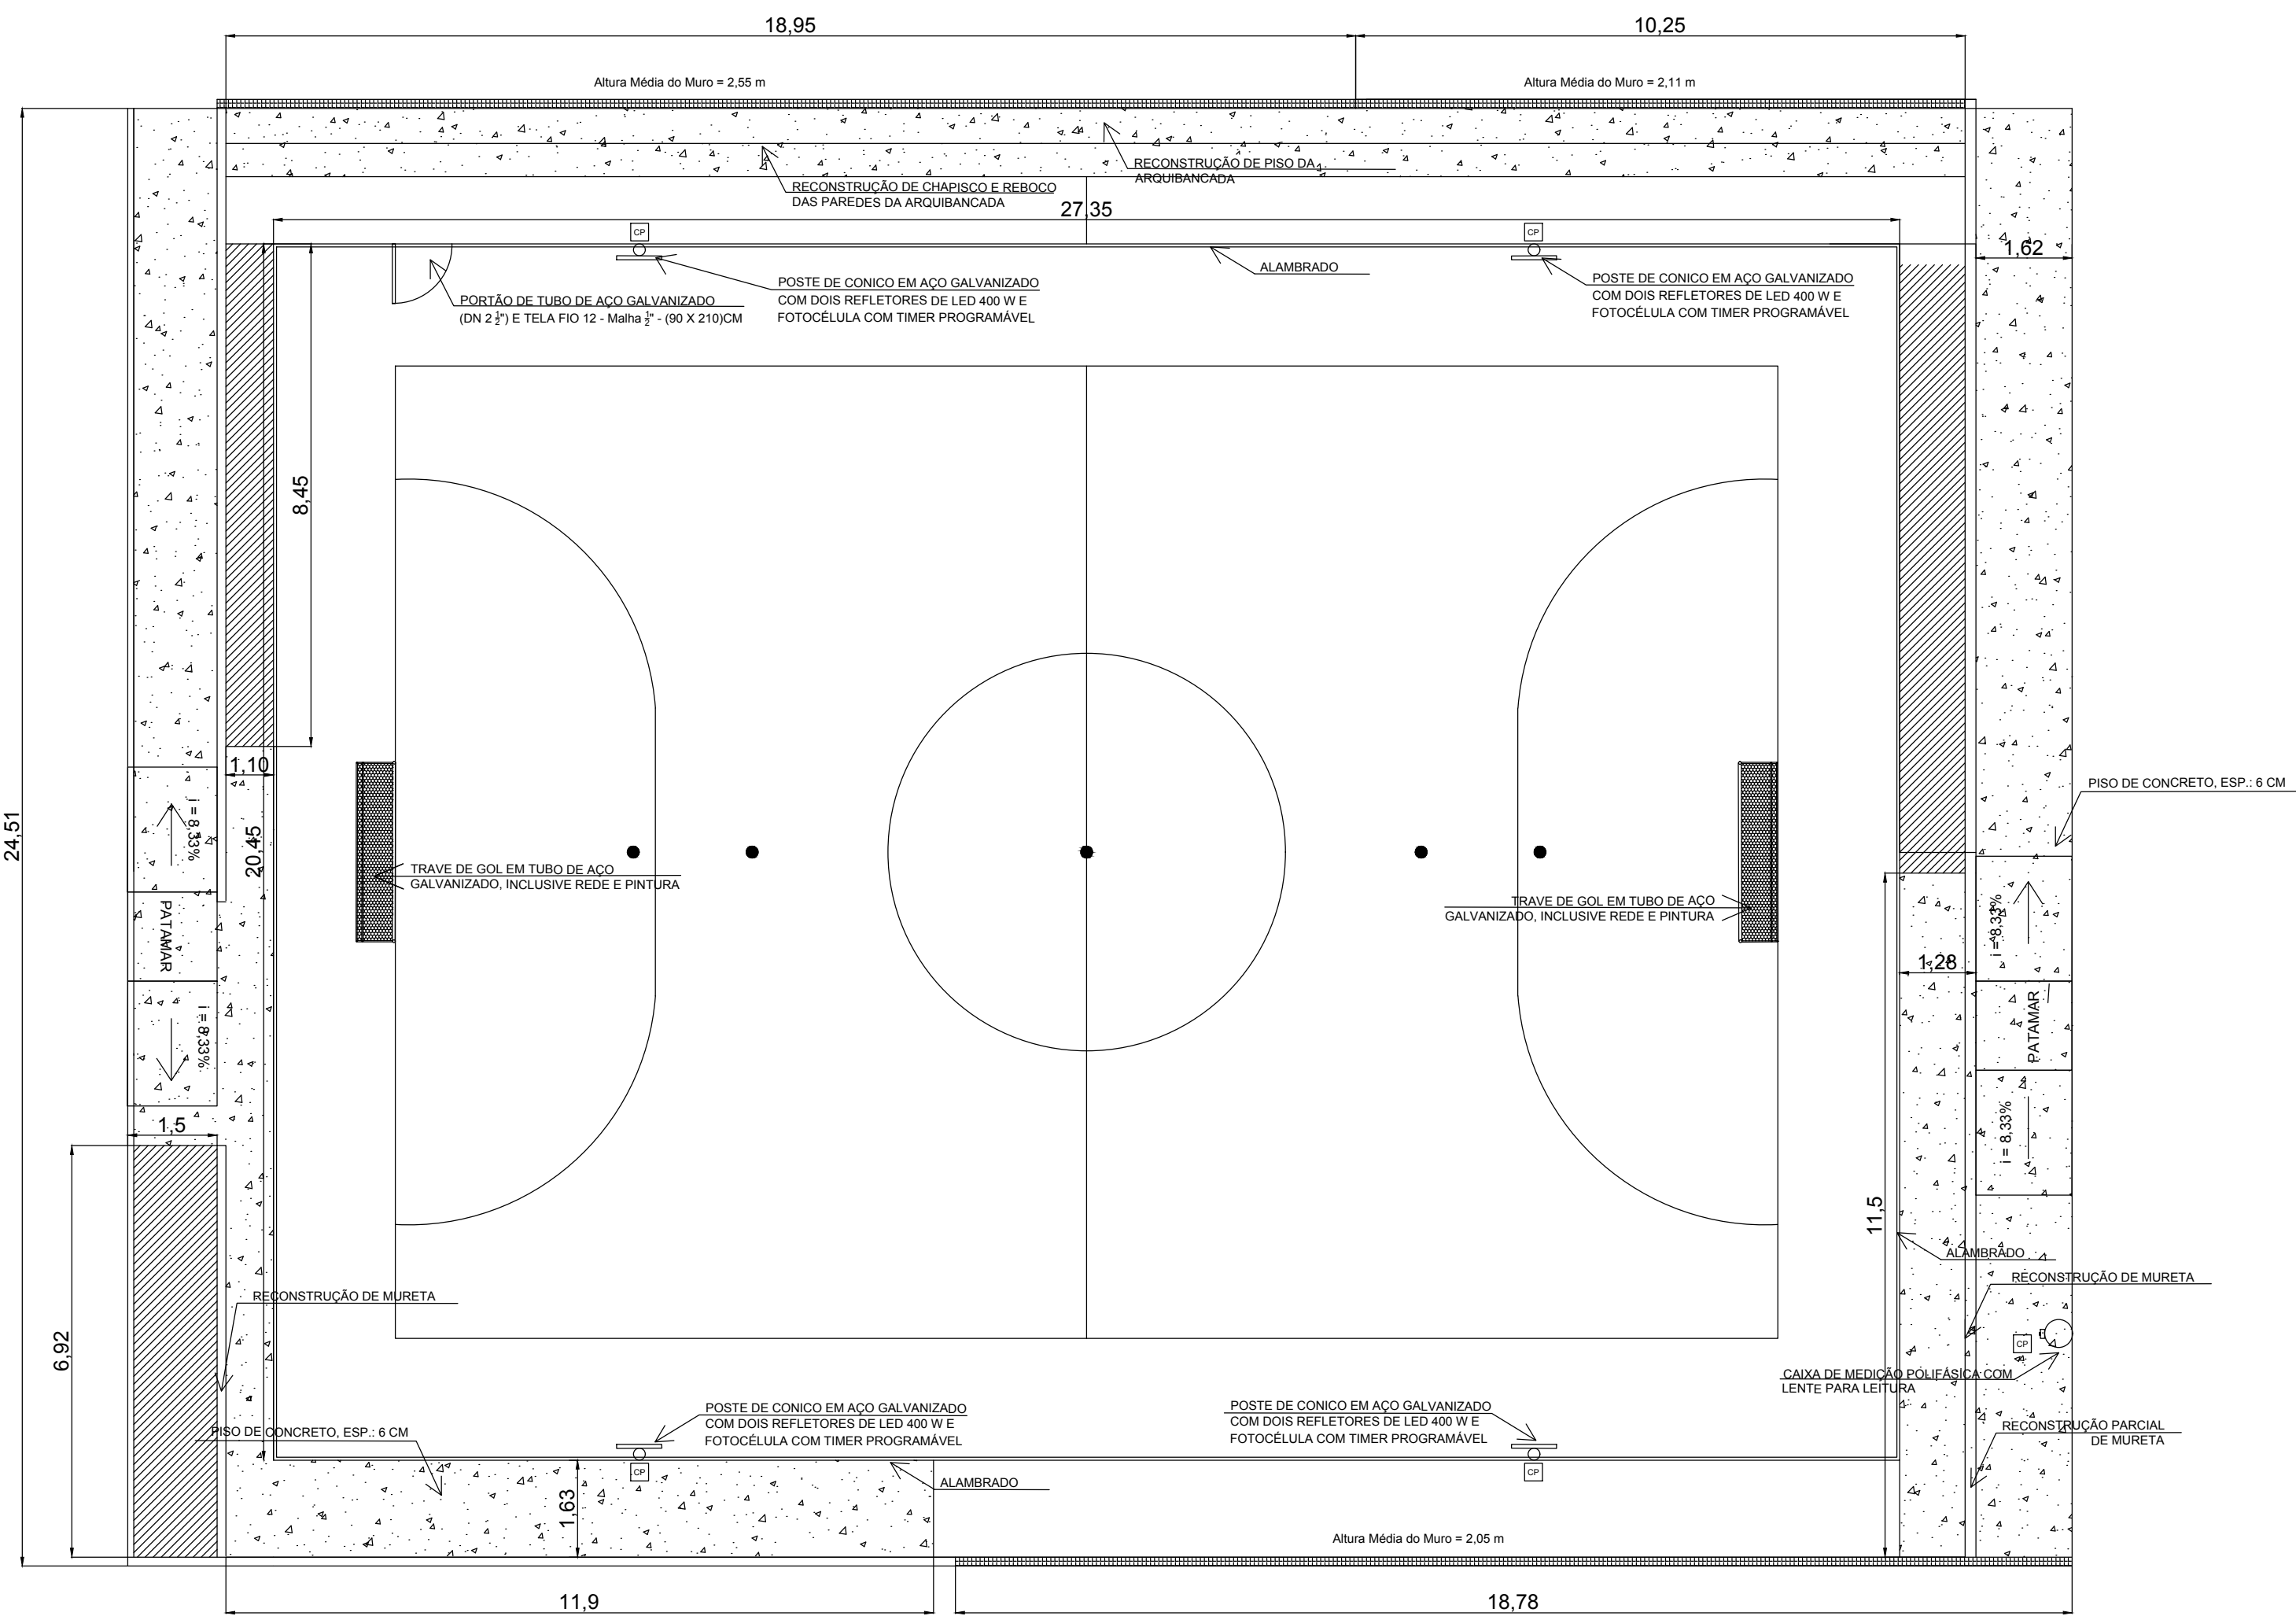 18,95
10,25
Altura Média do Muro = 2,55 m
Altura Média do Muro = 2,11 m
RECONSTRUÇÃO DE PISO DA
ARQUIBANCADA
RECONSTRUÇÃO DE CHAPISCO E REBOCO
DAS PAREDES DA ARQUIBANCADA
27,35
CP
CP
1,62
ALAMBRADO
POSTE DE CONICO EM AÇO GALVANIZADO
COM DOIS REFLETORES DE LED 400 W E
FOTOCÉLULA COM TIMER PROGRAMÁVEL
POSTE DE CONICO EM AÇO GALVANIZADO
COM DOIS REFLETORES DE LED 400 W E
FOTOCÉLULA COM TIMER PROGRAMÁVEL
PORTÃO DE TUBO DE AÇO GALVANIZADO
(DN 2 ½") E TELA FIO 12 - Malha ½" - (90 X 210)CM
8,45
1,10
PISO DE CONCRETO, ESP.: 6 CM
24,51
i = 8,33%
20,45
TRAVE DE GOL EM TUBO DE AÇO
GALVANIZADO, INCLUSIVE REDE E PINTURA
TRAVE DE GOL EM TUBO DE AÇO
GALVANIZADO, INCLUSIVE REDE E PINTURA
i = 8,33%
PATAMAR
1,28
i = 8,33%
PATAMAR
1,5
i = 8,33%
11,5
ALAMBRADO
RECONSTRUÇÃO DE MURETA
RECONSTRUÇÃO DE MURETA
6,92
CP
CAIXA DE MEDIÇÃO POLIFÁSICA COM
LENTE PARA LEITURA
POSTE DE CONICO EM AÇO GALVANIZADO
COM DOIS REFLETORES DE LED 400 W E
FOTOCÉLULA COM TIMER PROGRAMÁVEL
POSTE DE CONICO EM AÇO GALVANIZADO
COM DOIS REFLETORES DE LED 400 W E
FOTOCÉLULA COM TIMER PROGRAMÁVEL
PISO DE CONCRETO, ESP.: 6 CM
RECONSTRUÇÃO PARCIAL
DE MURETA
CP
CP
ALAMBRADO
1,63
Altura Média do Muro = 2,05 m
11,9
18,78